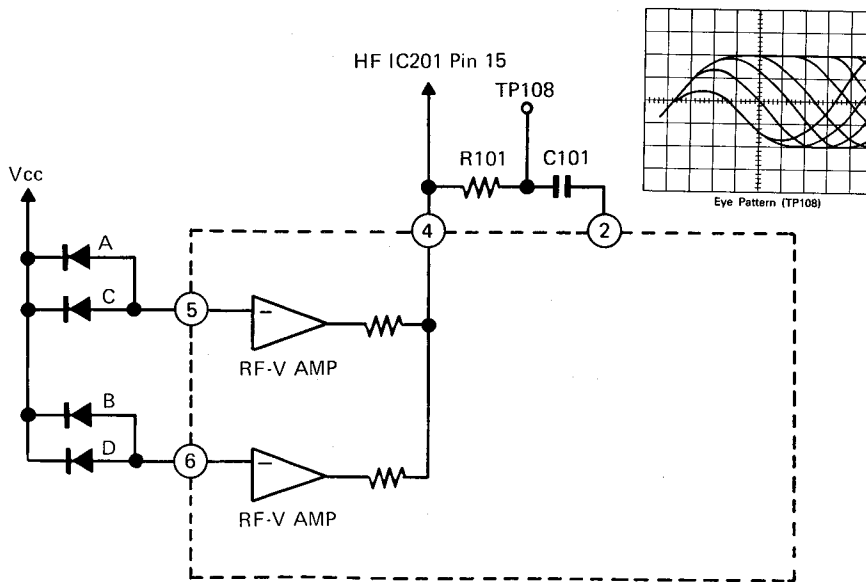 HF IC201 Pin 15
TP108
R101
C101
Eye Pattern (TP108)
Vcc
4
2
A
C
5
−
RF-V AMP
B
D
6
−
RF-V AMP